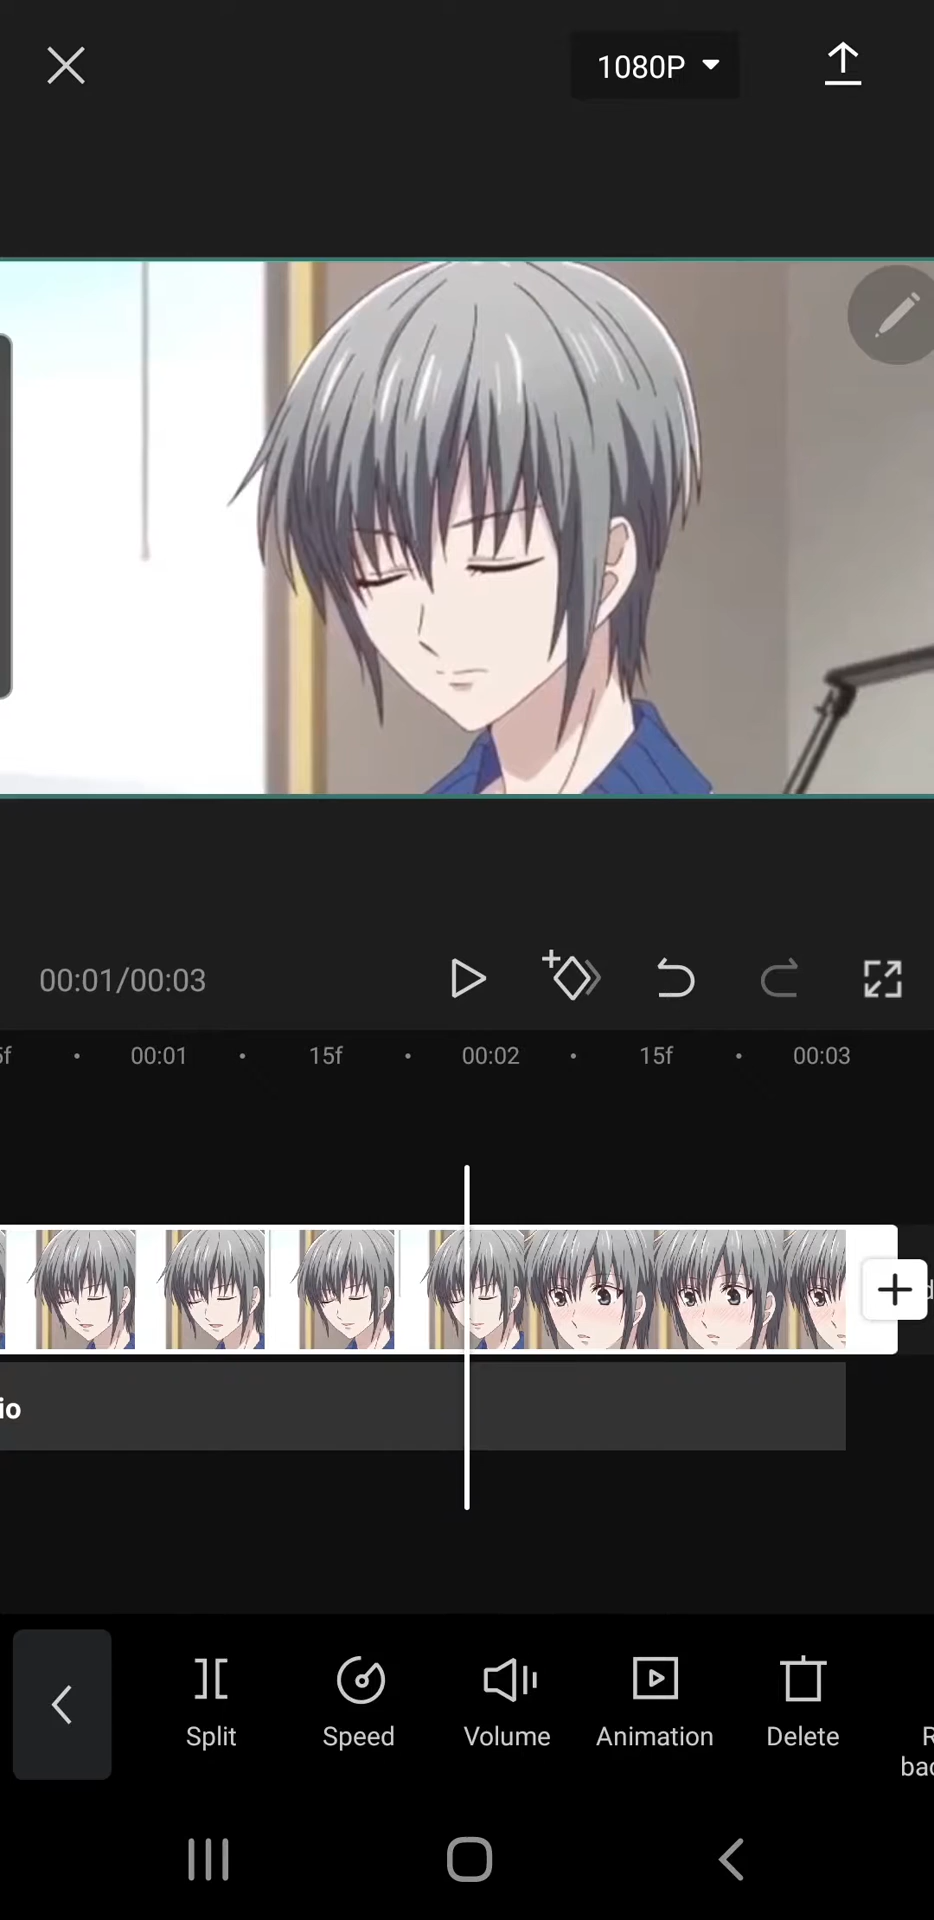 1080P
00:01/00:03
5f • 00:01 • 15f • 00:02 • 15f • 00:03
io
Split Speed Volume Animation Delete